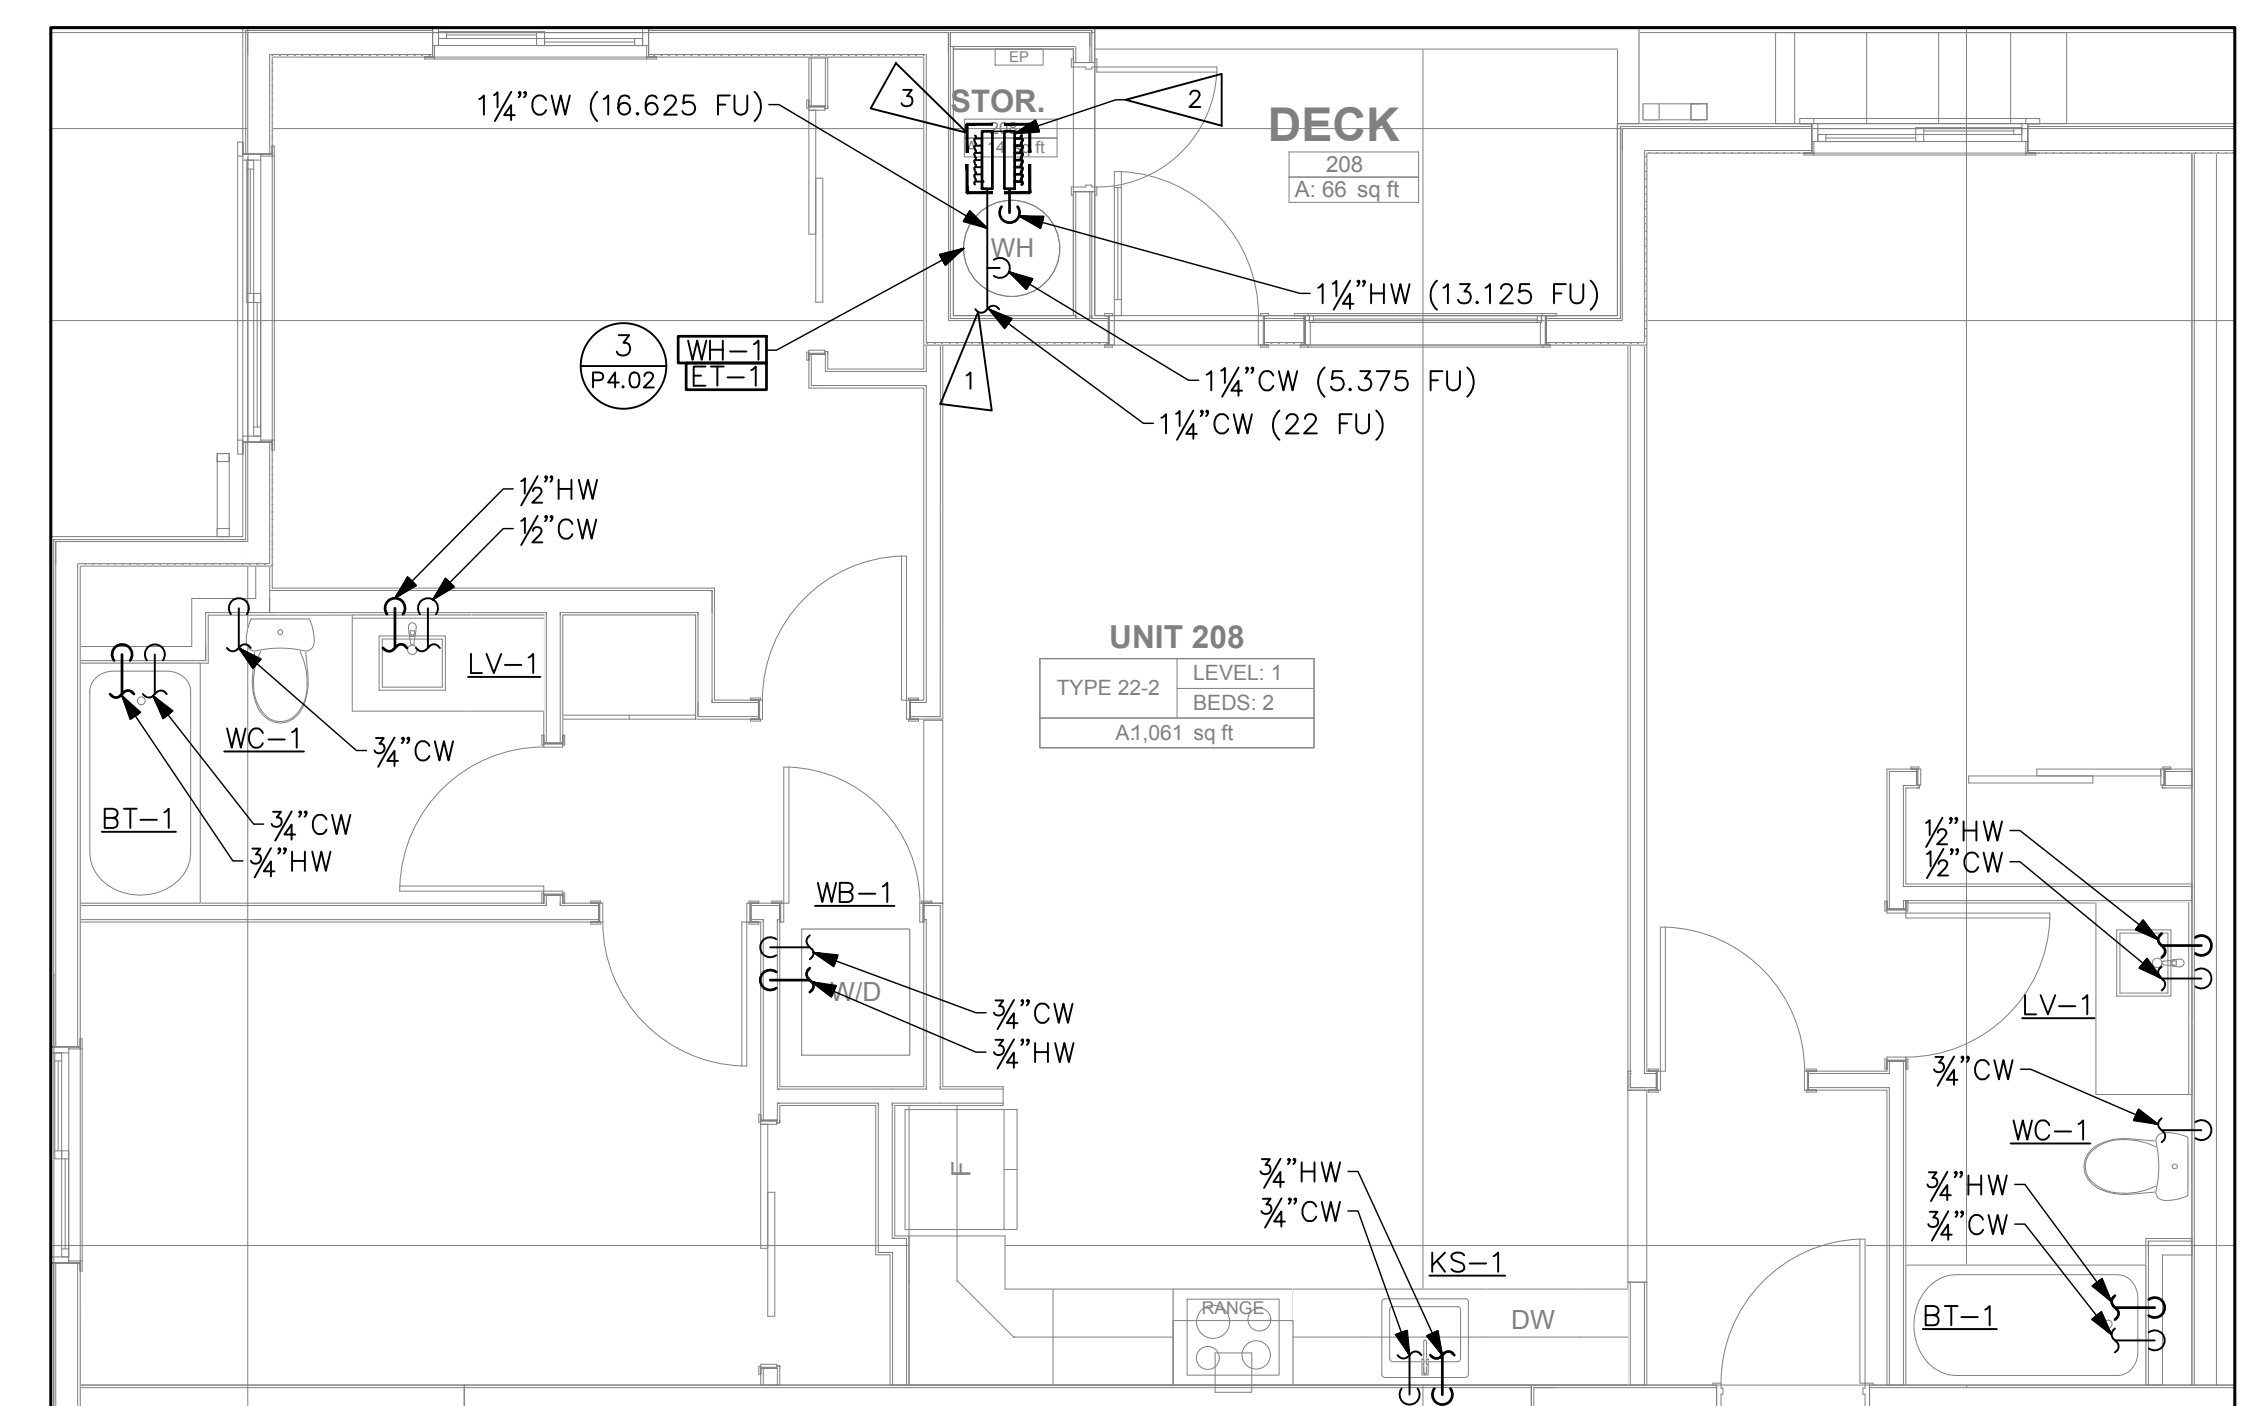 EP
1¼"CW (16.625 FU)
3
STOR.
2
208
A: 14 sq ft
DECK
208
A: 66 sq ft
WH
1¼"HW (13.125 FU)
3
P4.02
WH-1
ET-1
1
1¼"CW (5.375 FU)
1¼"CW (22 FU)
½"HW
½"CW
LV-1
WC-1
¾"CW
BT-1
¾"CW
¾"HW
UNIT 208
TYPE 22-2
LEVEL: 1
BEDS: 2
A:1,061 sq ft
WB-1
W/D
¾"CW
¾"HW
½"HW
½"CW
LV-1
¾"CW
WC-1
¾"HW
¾"CW
BT-1
F
¾"HW
¾"CW
KS-1
RANGE
DW